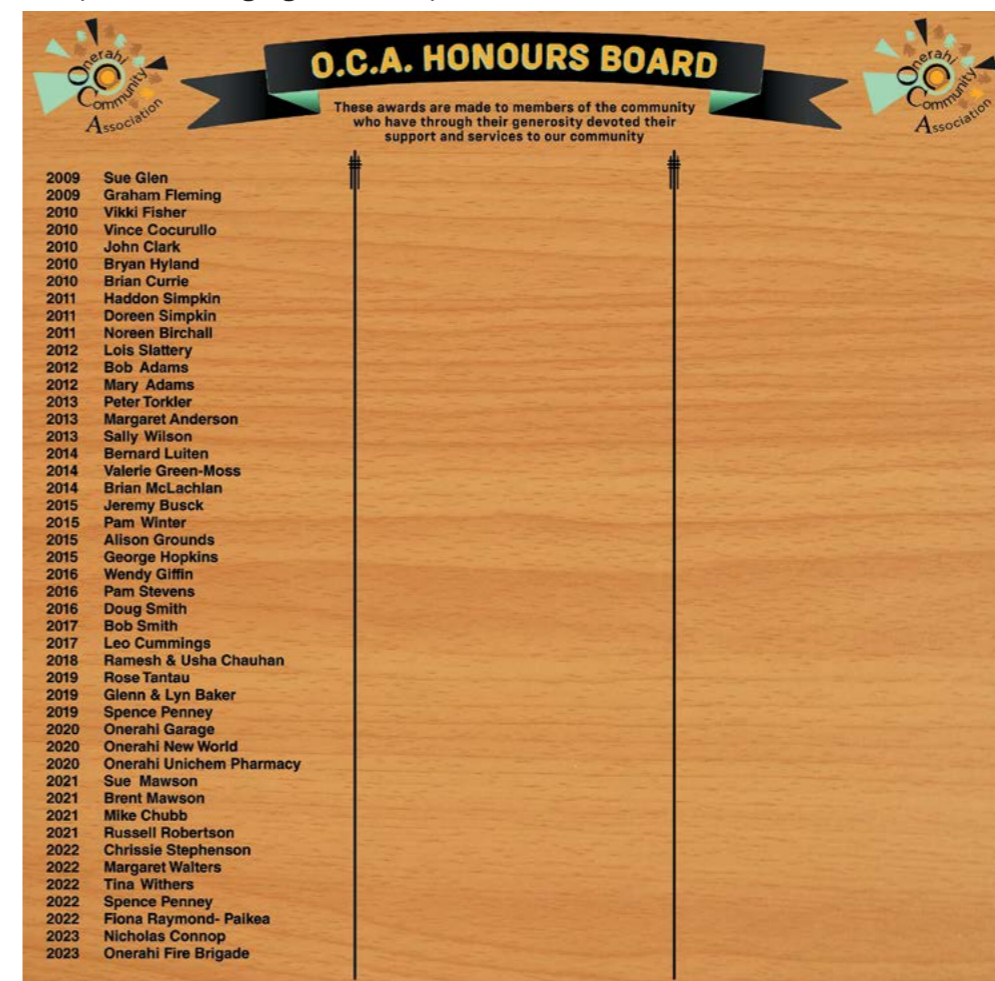 Onerahi
Community
Association
O.C.A. HONOURS BOARD
Onerahi
Community
Association
These awards are made to members of the community
who have through their generosity devoted their
support and services to our community
2009 Sue Glen
2009 Graham Fleming
2010 Vikki Fisher
2010 Vince Cocurullo
2010 John Clark
2010 Bryan Hyland
2010 Brian Currie
2011 Haddon Simpkin
2011 Doreen Simpkin
2011 Noreen Birchall
2012 Lois Slattery
2012 Bob Adams
2012 Mary Adams
2013 Peter Torkler
2013 Margaret Anderson
2013 Sally Wilson
2014 Bernard Luiten
2014 Valerie Green-Moss
2014 Brian McLachlan
2015 Jeremy Busck
2015 Pam Winter
2015 Alison Grounds
2015 George Hopkins
2016 Wendy Giffin
2016 Pam Stevens
2016 Doug Smith
2017 Bob Smith
2017 Leo Cummings
2018 Ramesh & Usha Chauhan
2019 Rose Tantau
2019 Glenn & Lyn Baker
2019 Spence Penney
2020 Onerahi Garage
2020 Onerahi New World
2020 Onerahi Unichem Pharmacy
2021 Sue Mawson
2021 Brent Mawson
2021 Mike Chubb
2021 Russell Robertson
2022 Chrissie Stephenson
2022 Margaret Walters
2022 Tina Withers
2022 Spence Penney
2022 Fiona Raymond- Paikea
2023 Nicholas Connop
2023 Onerahi Fire Brigade